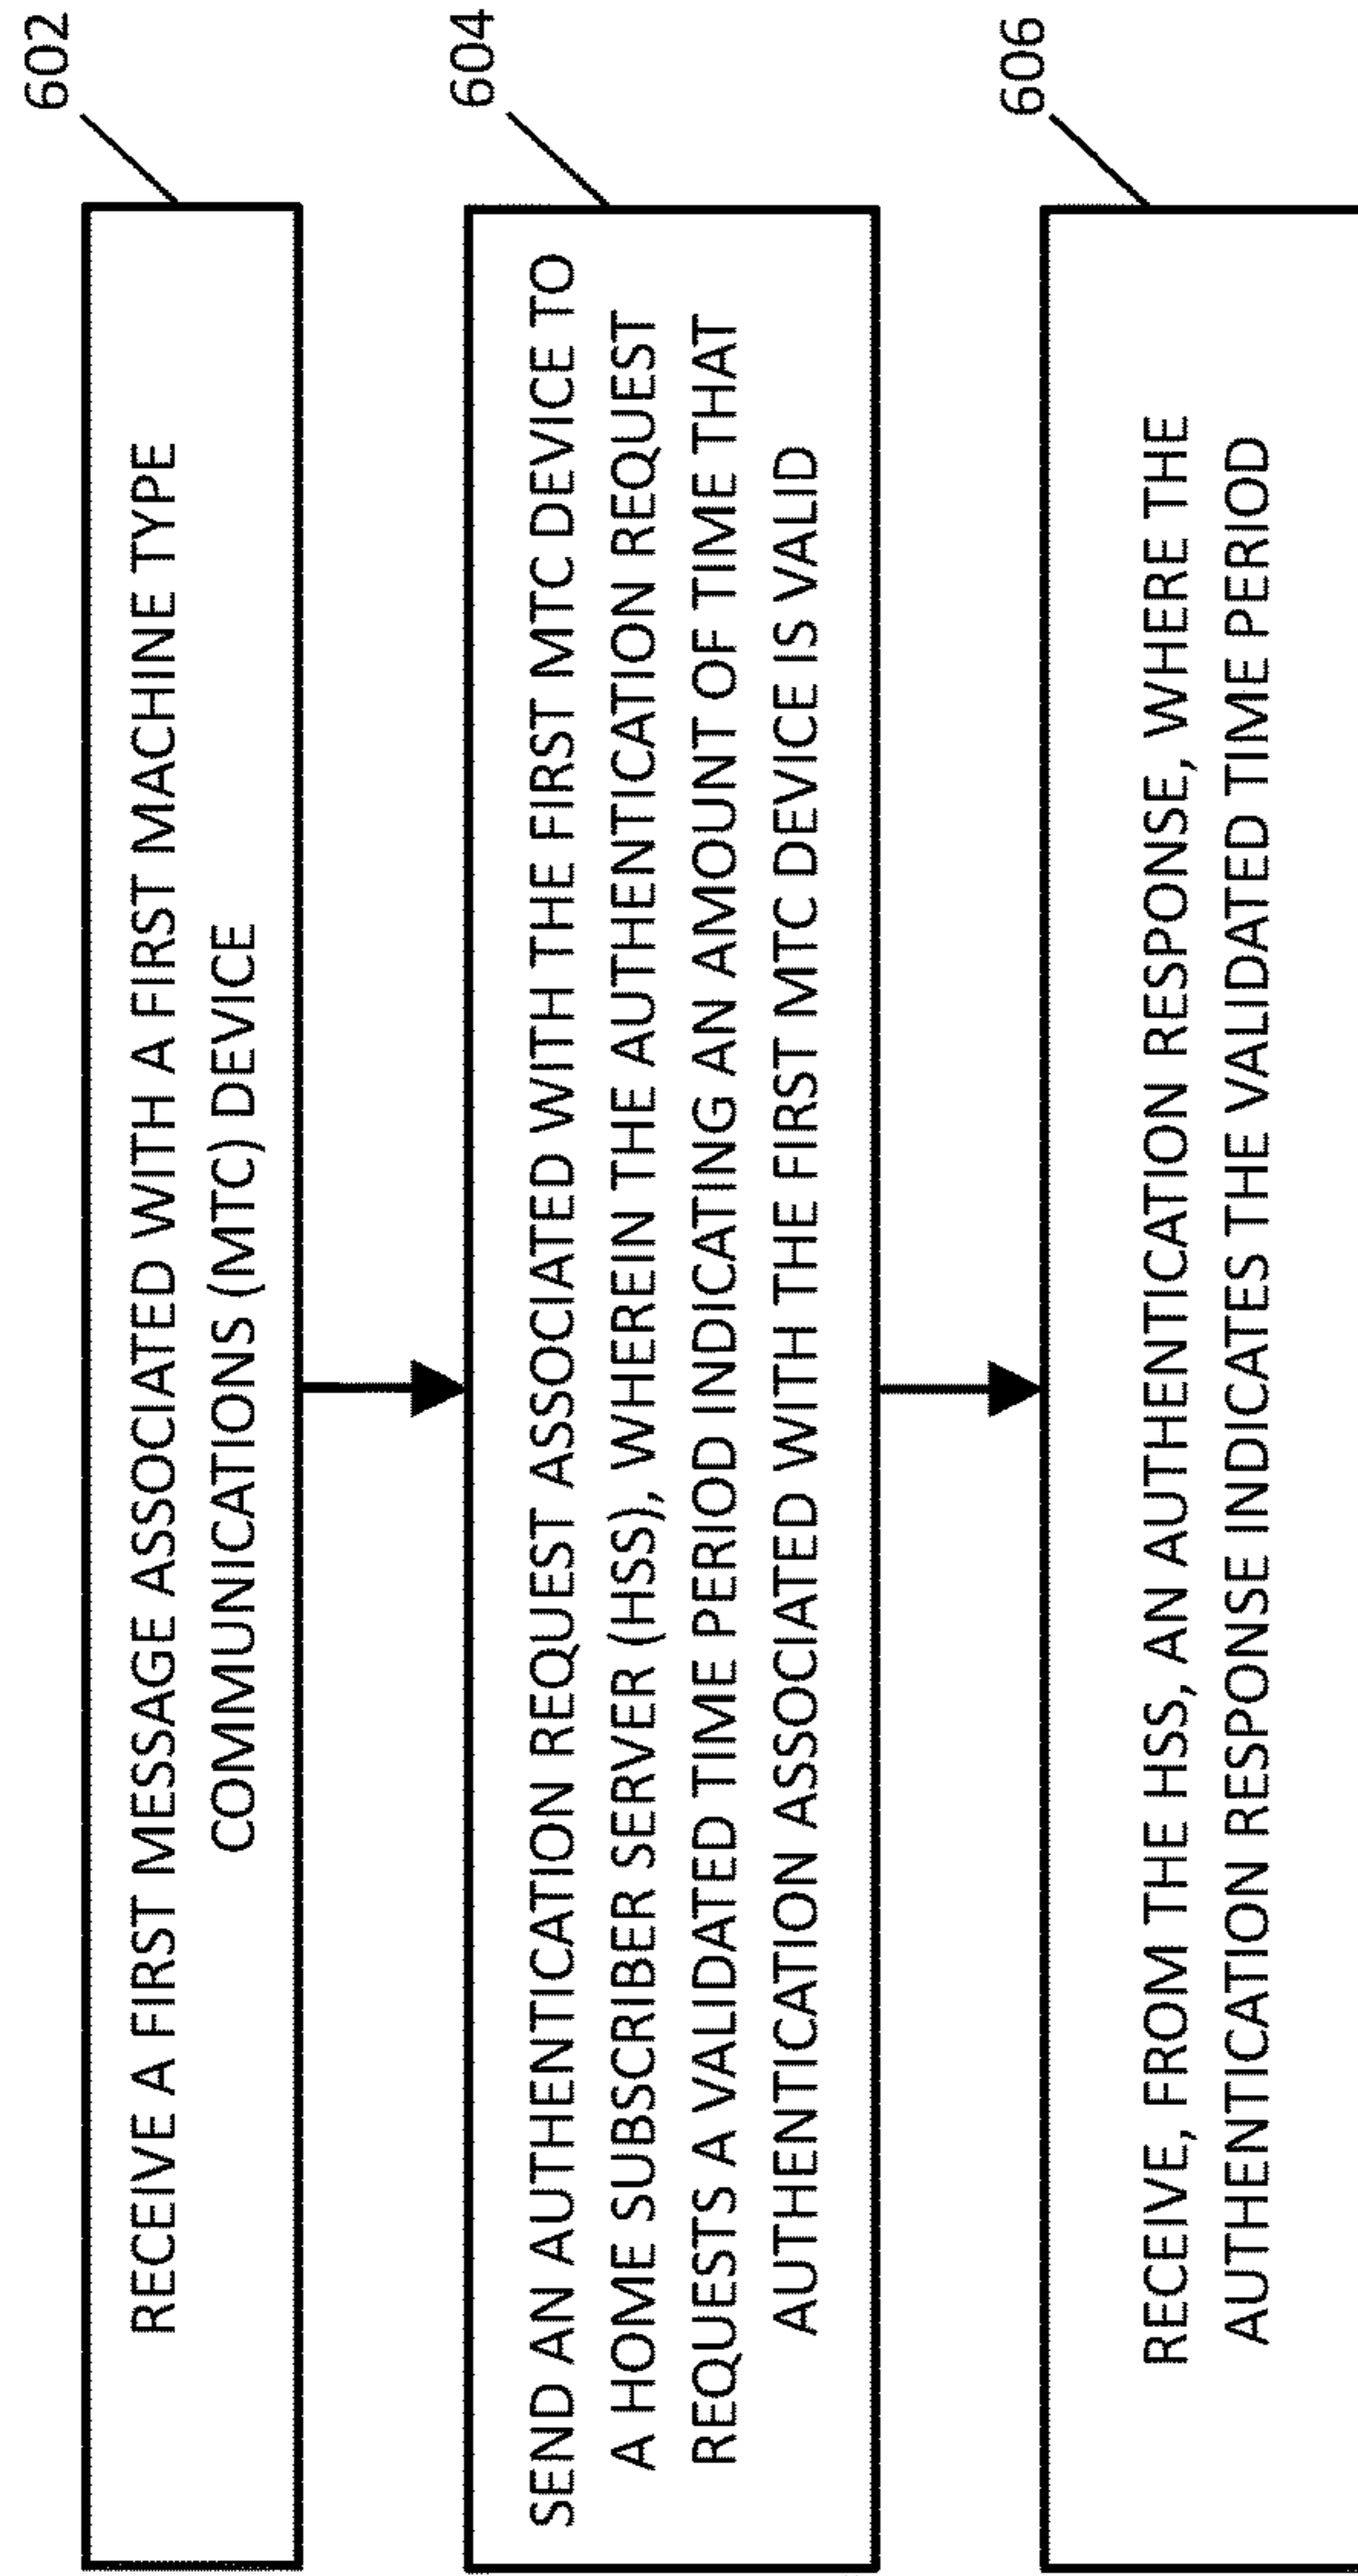 602
RECEIVE A FIRST MESSAGE ASSOCIATED WITH A FIRST MACHINE TYPE
COMMUNICATIONS (MTC) DEVICE
604
SEND AN AUTHENTICATION REQUEST ASSOCIATED WITH THE FIRST MTC DEVICE TO
A HOME SUBSCRIBER SERVER (HSS), WHEREIN THE AUTHENTICATION REQUEST
REQUESTS A VALIDATED TIME PERIOD INDICATING AN AMOUNT OF TIME THAT
AUTHENTICATION ASSOCIATED WITH THE FIRST MTC DEVICE IS VALID
606
RECEIVE, FROM THE HSS, AN AUTHENTICATION RESPONSE, WHERE THE
AUTHENTICATION RESPONSE INDICATES THE VALIDATED TIME PERIOD